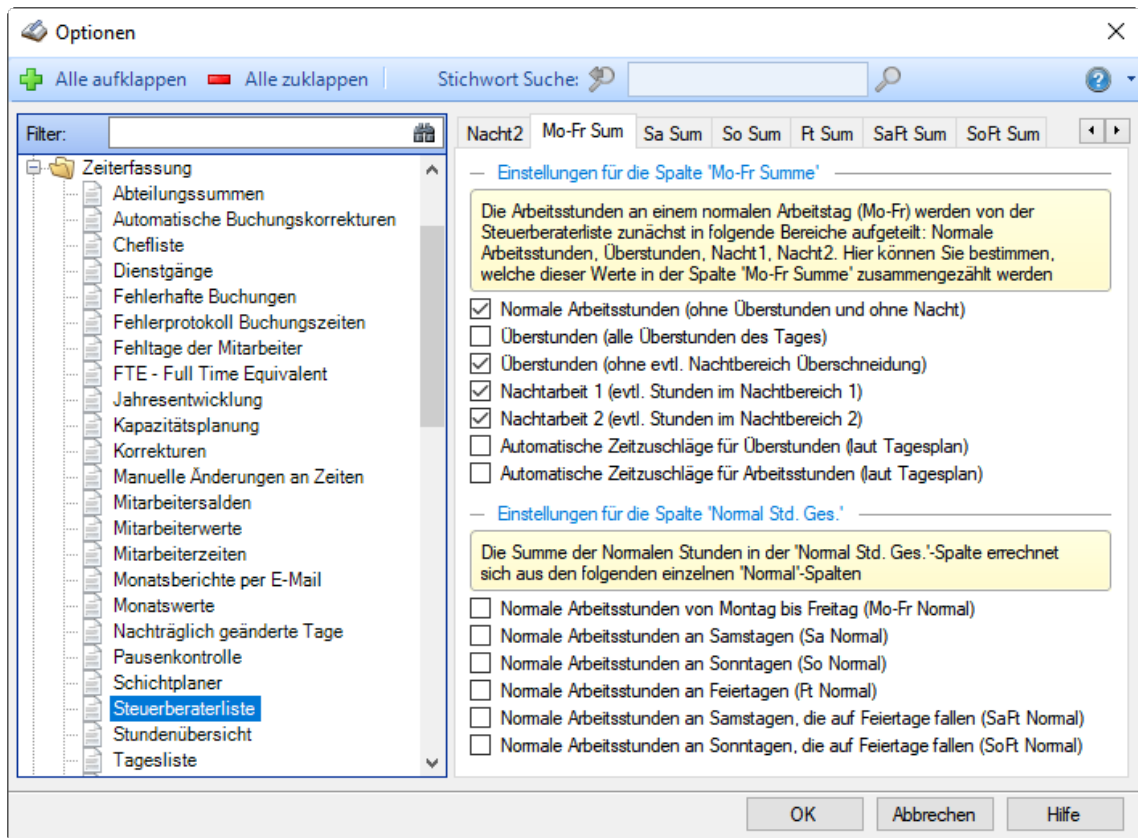 Optionen
Alle aufklappen
Alle zuklappen
Stichwort Suche:
Filter:
Zeiterfassung
Abteilungssummen
Automatische Buchungskorrekturen
Chefliste
Dienstgänge
Fehlerhafte Buchungen
Fehlerprotokoll Buchungszeiten
Fehltage der Mitarbeiter
FTE - Full Time Equivalent
Jahresentwicklung
Kapazitätsplanung
Korrekturen
Manuelle Änderungen an Zeiten
Mitarbeitersalden
Mitarbeiterwerte
Mitarbeiterzeiten
Monatsberichte per E-Mail
Monatswerte
Nachträglich geänderte Tage
Pausenkontrolle
Schichtplaner
Steuerberaterliste
Stundenübersicht
Tagesliste
Nacht2
Mo-Fr Sum
Sa Sum
So Sum
Ft Sum
SaFt Sum
SoFt Sum
Einstellungen für die Spalte 'Mo-Fr Summe'
Die Arbeitsstunden an einem normalen Arbeitstag (Mo-Fr) werden von der
Steuerberaterliste zunächst in folgende Bereiche aufgeteilt: Normale
Arbeitsstunden, Überstunden, Nacht1, Nacht2. Hier können Sie bestimmen,
welche dieser Werte in der Spalte 'Mo-Fr Summe' zusammengezählt werden
Normale Arbeitsstunden (ohne Überstunden und ohne Nacht)
Überstunden (alle Überstunden des Tages)
Überstunden (ohne evtl. Nachtbereich Überschneidung)
Nachtarbeit 1 (evtl. Stunden im Nachtbereich 1)
Nachtarbeit 2 (evtl. Stunden im Nachtbereich 2)
Automatische Zeitzuschläge für Überstunden (laut Tagesplan)
Automatische Zeitzuschläge für Arbeitsstunden (laut Tagesplan)
Einstellungen für die Spalte 'Normal Std. Ges.'
Die Summe der Normalen Stunden in der 'Normal Std. Ges.'-Spalte errechnet
sich aus den folgenden einzelnen 'Normal'-Spalten
Normale Arbeitsstunden von Montag bis Freitag (Mo-Fr Normal)
Normale Arbeitsstunden an Samstagen (Sa Normal)
Normale Arbeitsstunden an Sonntagen (So Normal)
Normale Arbeitsstunden an Feiertagen (Ft Normal)
Normale Arbeitsstunden an Samstagen, die auf Feiertage fallen (SaFt Normal)
Normale Arbeitsstunden an Sonntagen, die auf Feiertage fallen (SoFt Normal)
OK
Abbrechen
Hilfe